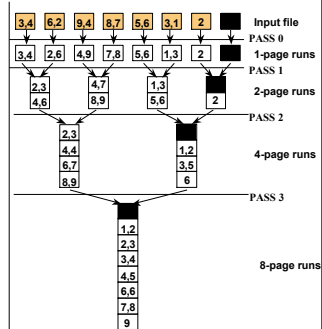 3,4 6,2 9,4 8,7 5,6 3,1 2 Input file
PASS 0
3,4 2,6 4,9 7,8 5,6 1,3 2 1-page runs
PASS 1
2,3 4,7 1,3 2-page runs
4,6 8,9 5,6 2
PASS 2
2,3
4,4 1,2 4-page runs
6,7 3,5
8,9 6
PASS 3
1,2
2,3
3,4 8-page runs
4,5
6,6
7,8
9